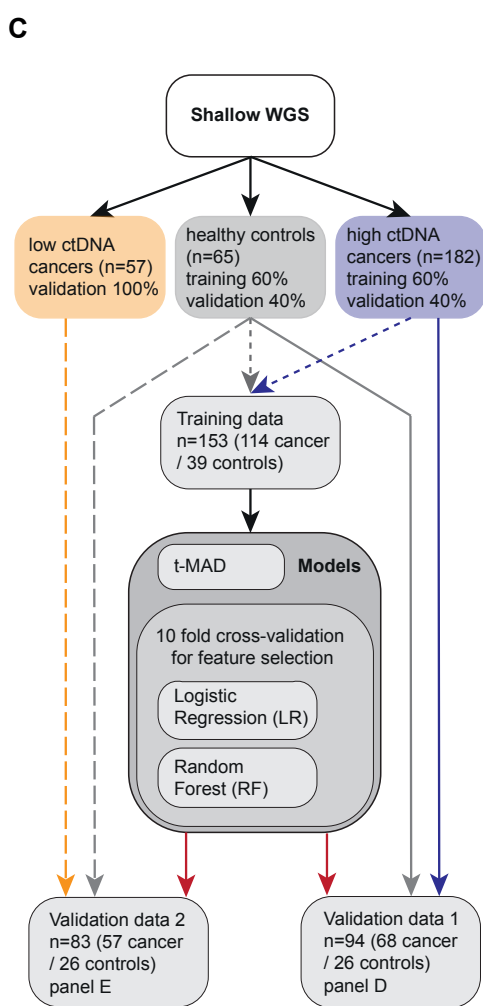 C
Shallow WGS
low ctDNA
cancers (n=57)
validation 100%
healthy controls
(n=65)
training 60%
validation 40%
high ctDNA
cancers (n=182)
training 60%
validation 40%
Training data
n=153 (114 cancer
/ 39 controls)
t-MAD
Models
10 fold cross-validation
for feature selection
Logistic
Regression (LR)
Random
Forest (RF)
Validation data 2
n=83 (57 cancer
/ 26 controls)
panel E
Validation data 1
n=94 (68 cancer
/ 26 controls)
panel D